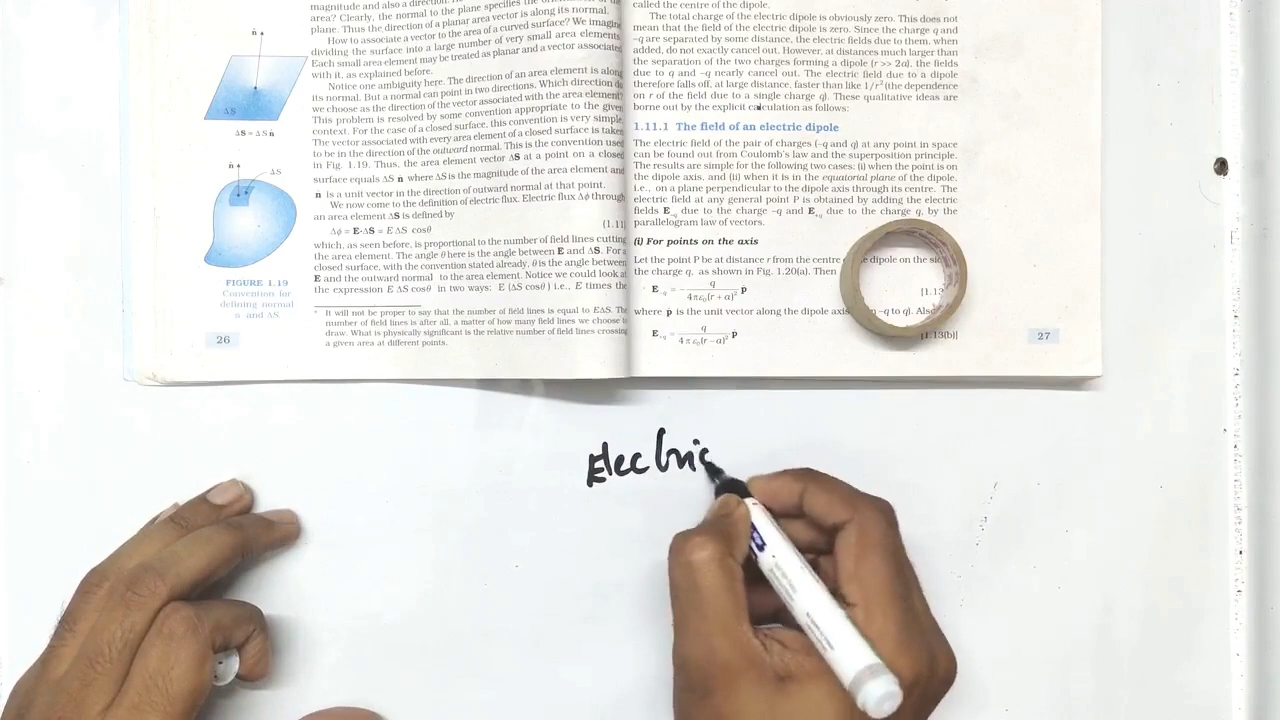 magnitude and also a direction.
area? Clearly, the normal to the plane specifies the orientation of the
plane. Thus the direction of a planar area vector is along its normal.
How to associate a vector to the area of a curved surface? We imagine
dividing the surface into a large number of very small area elements.
Each small area element may be treated as planar and a vector associated
with it, as explained before.
Notice one ambiguity here. The direction of an area element is along
its normal. But a normal can point in two directions. Which direction do
we choose as the direction of the vector associated with the area element?
This problem is resolved by some convention appropriate to the given
context. For the case of a closed surface, this convention is very simple.
The vector associated with every area element of a closed surface is taken
to be in the direction of the outward normal. This is the convention used
in Fig. 1.19. Thus, the area element vector ΔS at a point on a closed
surface equals ΔS n̂ where ΔS is the magnitude of the area element and
n̂ is a unit vector in the direction of outward normal at that point.
We now come to the definition of electric flux. Electric flux Δϕ through
an area element ΔS is defined by
Δϕ = E·ΔS = E ΔS cosθ (1.11)
which, as seen before, is proportional to the number of field lines cutting
the area element. The angle θ here is the angle between E and ΔS. For a
closed surface, with the convention stated already, θ is the angle between
E and the outward normal to the area element. Notice we could look at
the expression E ΔS cosθ in two ways: E (ΔS cosθ ) i.e., E times the
* It will not be proper to say that the number of field lines is equal to EΔS. The
number of field lines is after all, a matter of how many field lines we choose to
draw. What is physically significant is the relative number of field lines crossing
a given area at different points.
n̂
ΔS
ΔS = ΔS n̂
n̂
ΔS
FIGURE 1.19
Convention for
defining normal
n̂ and ΔS.
26
called the centre of the dipole.
The total charge of the electric dipole is obviously zero. This does not
mean that the field of the electric dipole is zero. Since the charge q and
–q are separated by some distance, the electric fields due to them, when
added, do not exactly cancel out. However, at distances much larger than
the separation of the two charges forming a dipole (r >> 2a), the fields
due to q and –q nearly cancel out. The electric field due to a dipole
therefore falls off, at large distance, faster than like 1/r² (the dependence
on r of the field due to a single charge q). These qualitative ideas are
borne out by the explicit calculation as follows:
1.11.1 The field of an electric dipole
The electric field of the pair of charges (–q and q) at any point in space
can be found out from Coulomb's law and the superposition principle.
The results are simple for the following two cases: (i) when the point is on
the dipole axis, and (ii) when it is in the equatorial plane of the dipole,
i.e., on a plane perpendicular to the dipole axis through its centre. The
electric field at any general point P is obtained by adding the electric
fields E–q due to the charge –q and E+q due to the charge q, by the
parallelogram law of vectors.
(i) For points on the axis
Let the point P be at distance r from the centre dipole on the sid
the charge q, as shown in Fig. 1.20(a). Then
E–q = – q / 4πε₀(r + a)² p̂ [1.13
where p̂ is the unit vector along the dipole axis –q to q). Also
E+q = q / 4πε₀(r – a)² p̂ [1.13(b)]
27
Electric